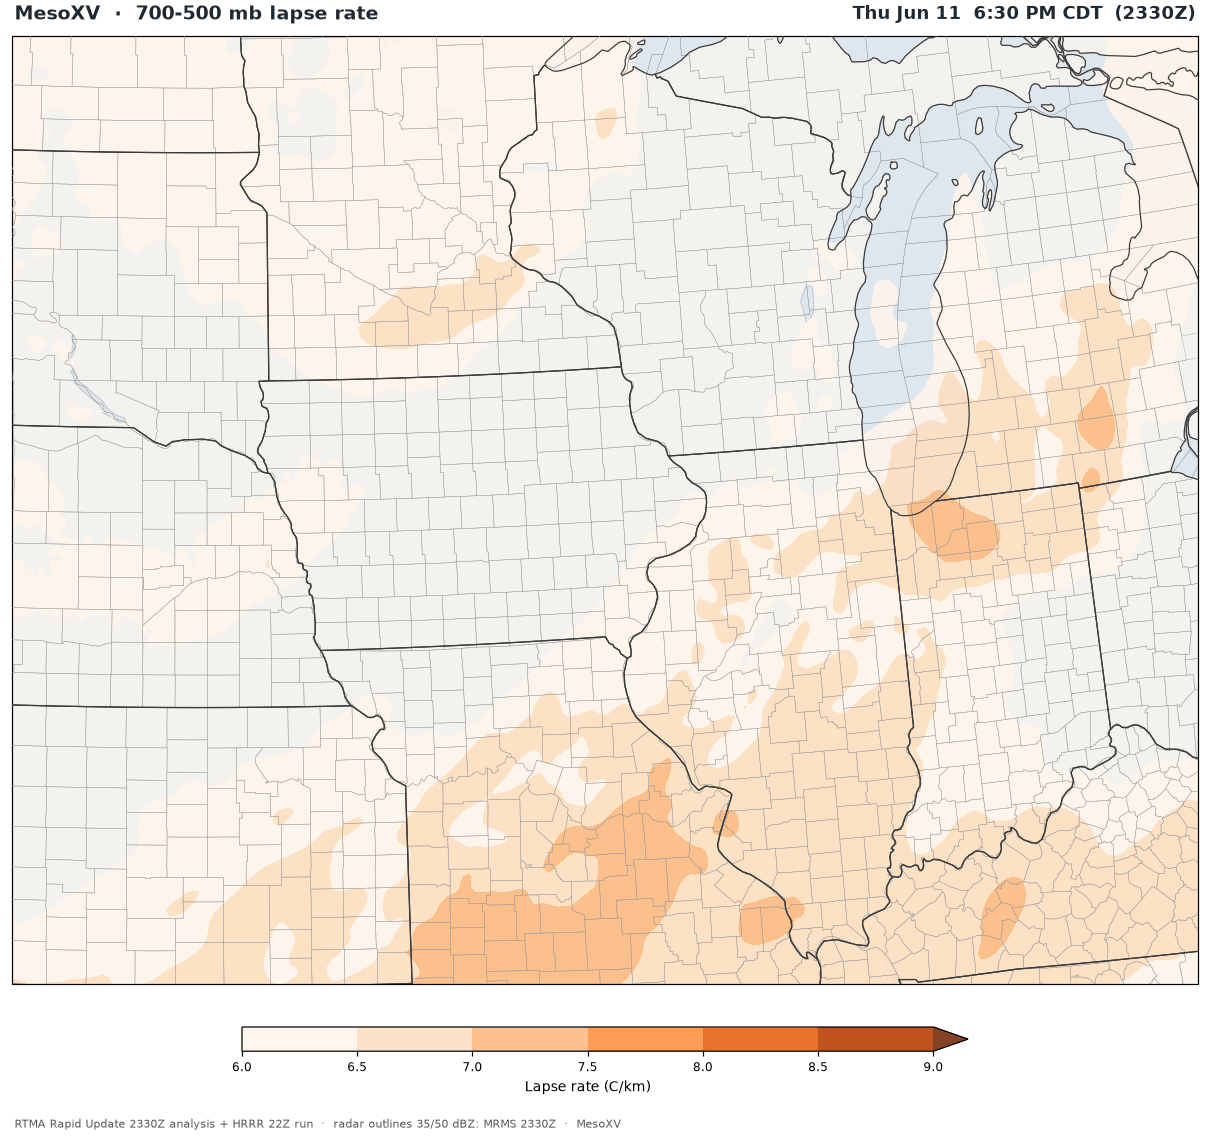 MesoXV · 700-500 mb lapse rate
Thu Jun 11 6:30 PM CDT (2330Z)
6.0 6.5 7.0 7.5 8.0 8.5 9.0
Lapse rate (C/km)
RTMA Rapid Update 2330Z analysis + HRRR 22Z run · radar outlines 35/50 dBZ: MRMS 2330Z · MesoXV